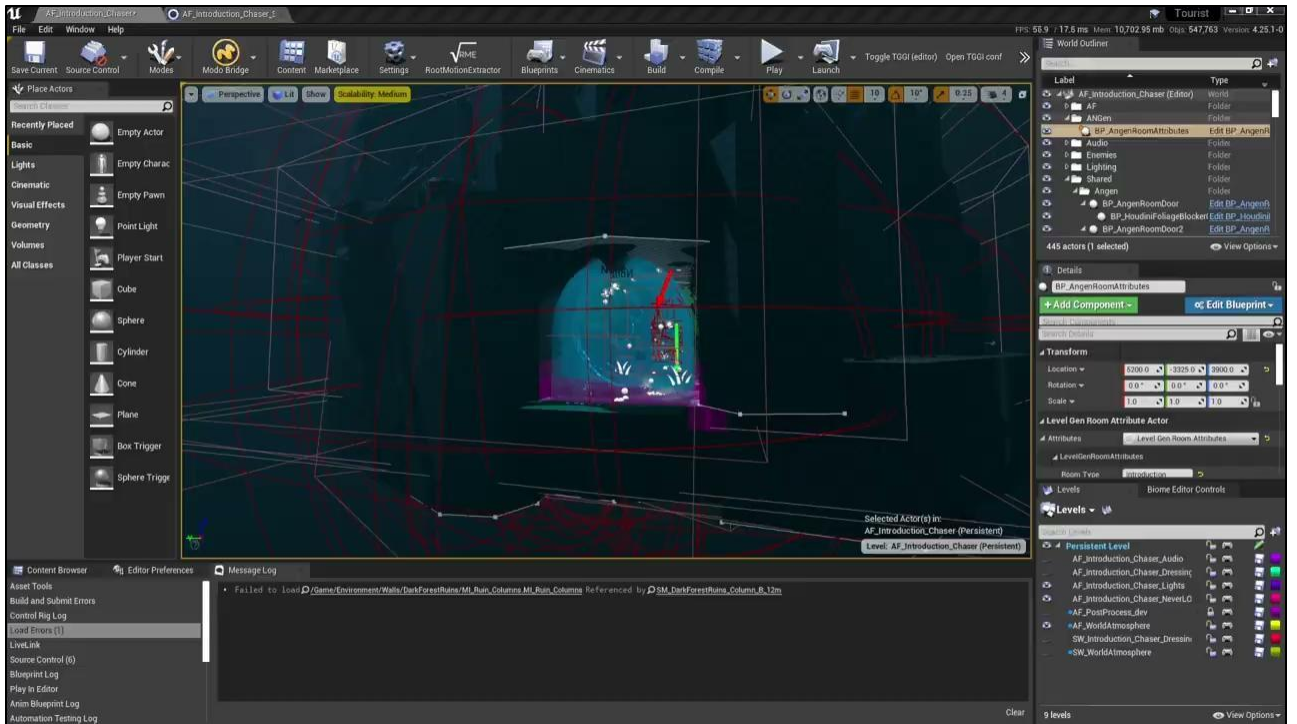 AF_Introduction_Chaser*
AF_Introduction_Chaser_S
Tourist
File Edit Window Help
FPS: 56.9 / 17.6 ms Mem: 10,702.95 mb Objs: 547,763 Version: 4.25.1-0
Save Current
Source Control
Modes
Modo Bridge
Content
Marketplace
Settings
RME
RootMotionExtractor
Blueprints
Cinematics
Build
Compile
Play
Launch
Toggle TGGI (editor)
Open TGGI conf
Place Actors
Search Classes
Recently Placed
Basic
Lights
Cinematic
Visual Effects
Geometry
Volumes
All Classes
Empty Actor
Empty Charac
Empty Pawn
Point Light
Player Start
Cube
Sphere
Cylinder
Cone
Plane
Box Trigger
Sphere Trigge
Perspective
Lit
Show
Scalability: Medium
10
10°
0.25
4
Selected Actor(s) in:
AF_Introduction_Chaser (Persistent)
Level: AF_Introduction_Chaser (Persistent)
World Outliner
Search...
Label Type
AF_Introduction_Chaser (Editor) World
AF Folder
ANGen Folder
BP_AngenRoomAttributes Edit BP_AngenR
Audio Folder
Enemies Folder
Lighting Folder
Shared Folder
Angen Folder
BP_AngenRoomDoor Edit BP_AngenR
BP_HoudiniFoliageBlocker Edit BP_Houdinil
BP_AngenRoomDoor2 Edit BP_AngenR
445 actors (1 selected)
View Options
Details
BP_AngenRoomAttributes
+Add Component
Edit Blueprint
Search Components
Search Details
Transform
Location 5200.0 -3325.0 3900.0
Rotation 0.0° 0.0° 0.0°
Scale 1.0 1.0 1.0
Level Gen Room Attribute Actor
Attributes Level Gen Room Attributes
LevelGenRoomAttributes
Room Type Introduction
Levels
Biome Editor Controls
Levels
Search Levels
Persistent Level
AF_Introduction_Chaser_Audio
AF_Introduction_Chaser_Dressing
AF_Introduction_Chaser_Lights
AF_Introduction_Chaser_NeverLO
AF_PostProcess_dev
AF_WorldAtmosphere
SW_Introduction_Chaser_Dressin
SW_WorldAtmosphere
9 levels
View Options
Content Browser
Editor Preferences
Message Log
Asset Tools
Build and Submit Errors
Control Rig Log
Load Errors (1)
LiveLink
Source Control (6)
Blueprint Log
Play In Editor
Anim Blueprint Log
Automation Testing Log
Failed to load /Game/Environment/Walls/DarkForestRuins/MI_Ruin_Columns.MI_Ruin_Columns Referenced by SM_DarkForestRuins_Column_B_12m
Clear